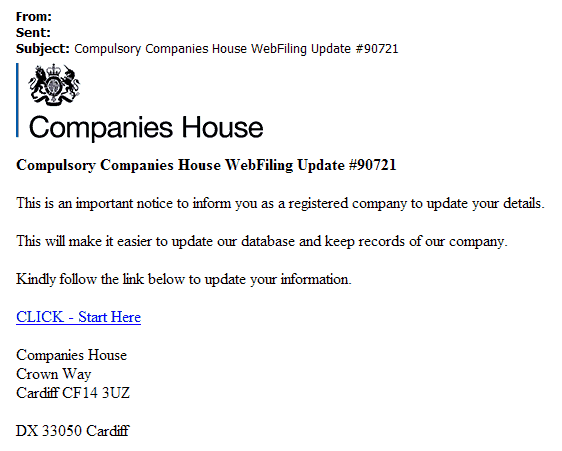 From:
Sent:
Subject: Compulsory Companies House WebFiling Update #90721
Companies House
Compulsory Companies House WebFiling Update #90721
This is an important notice to inform you as a registered company to update your details.
This will make it easier to update our database and keep records of our company.
Kindly follow the link below to update your information.
CLICK - Start Here
Companies House
Crown Way
Cardiff CF14 3UZ
DX 33050 Cardiff